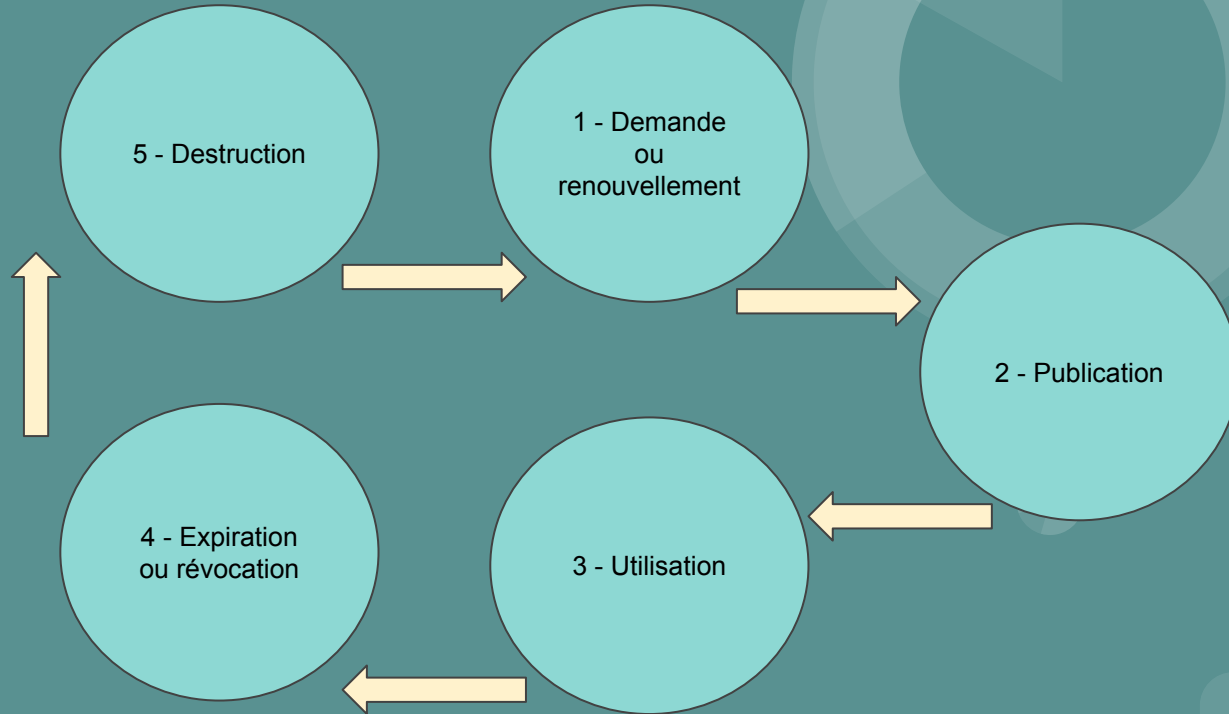 5 - Destruction
1 - Demande
ou
renouvellement
2 - Publication
4 - Expiration
ou révocation
3 - Utilisation